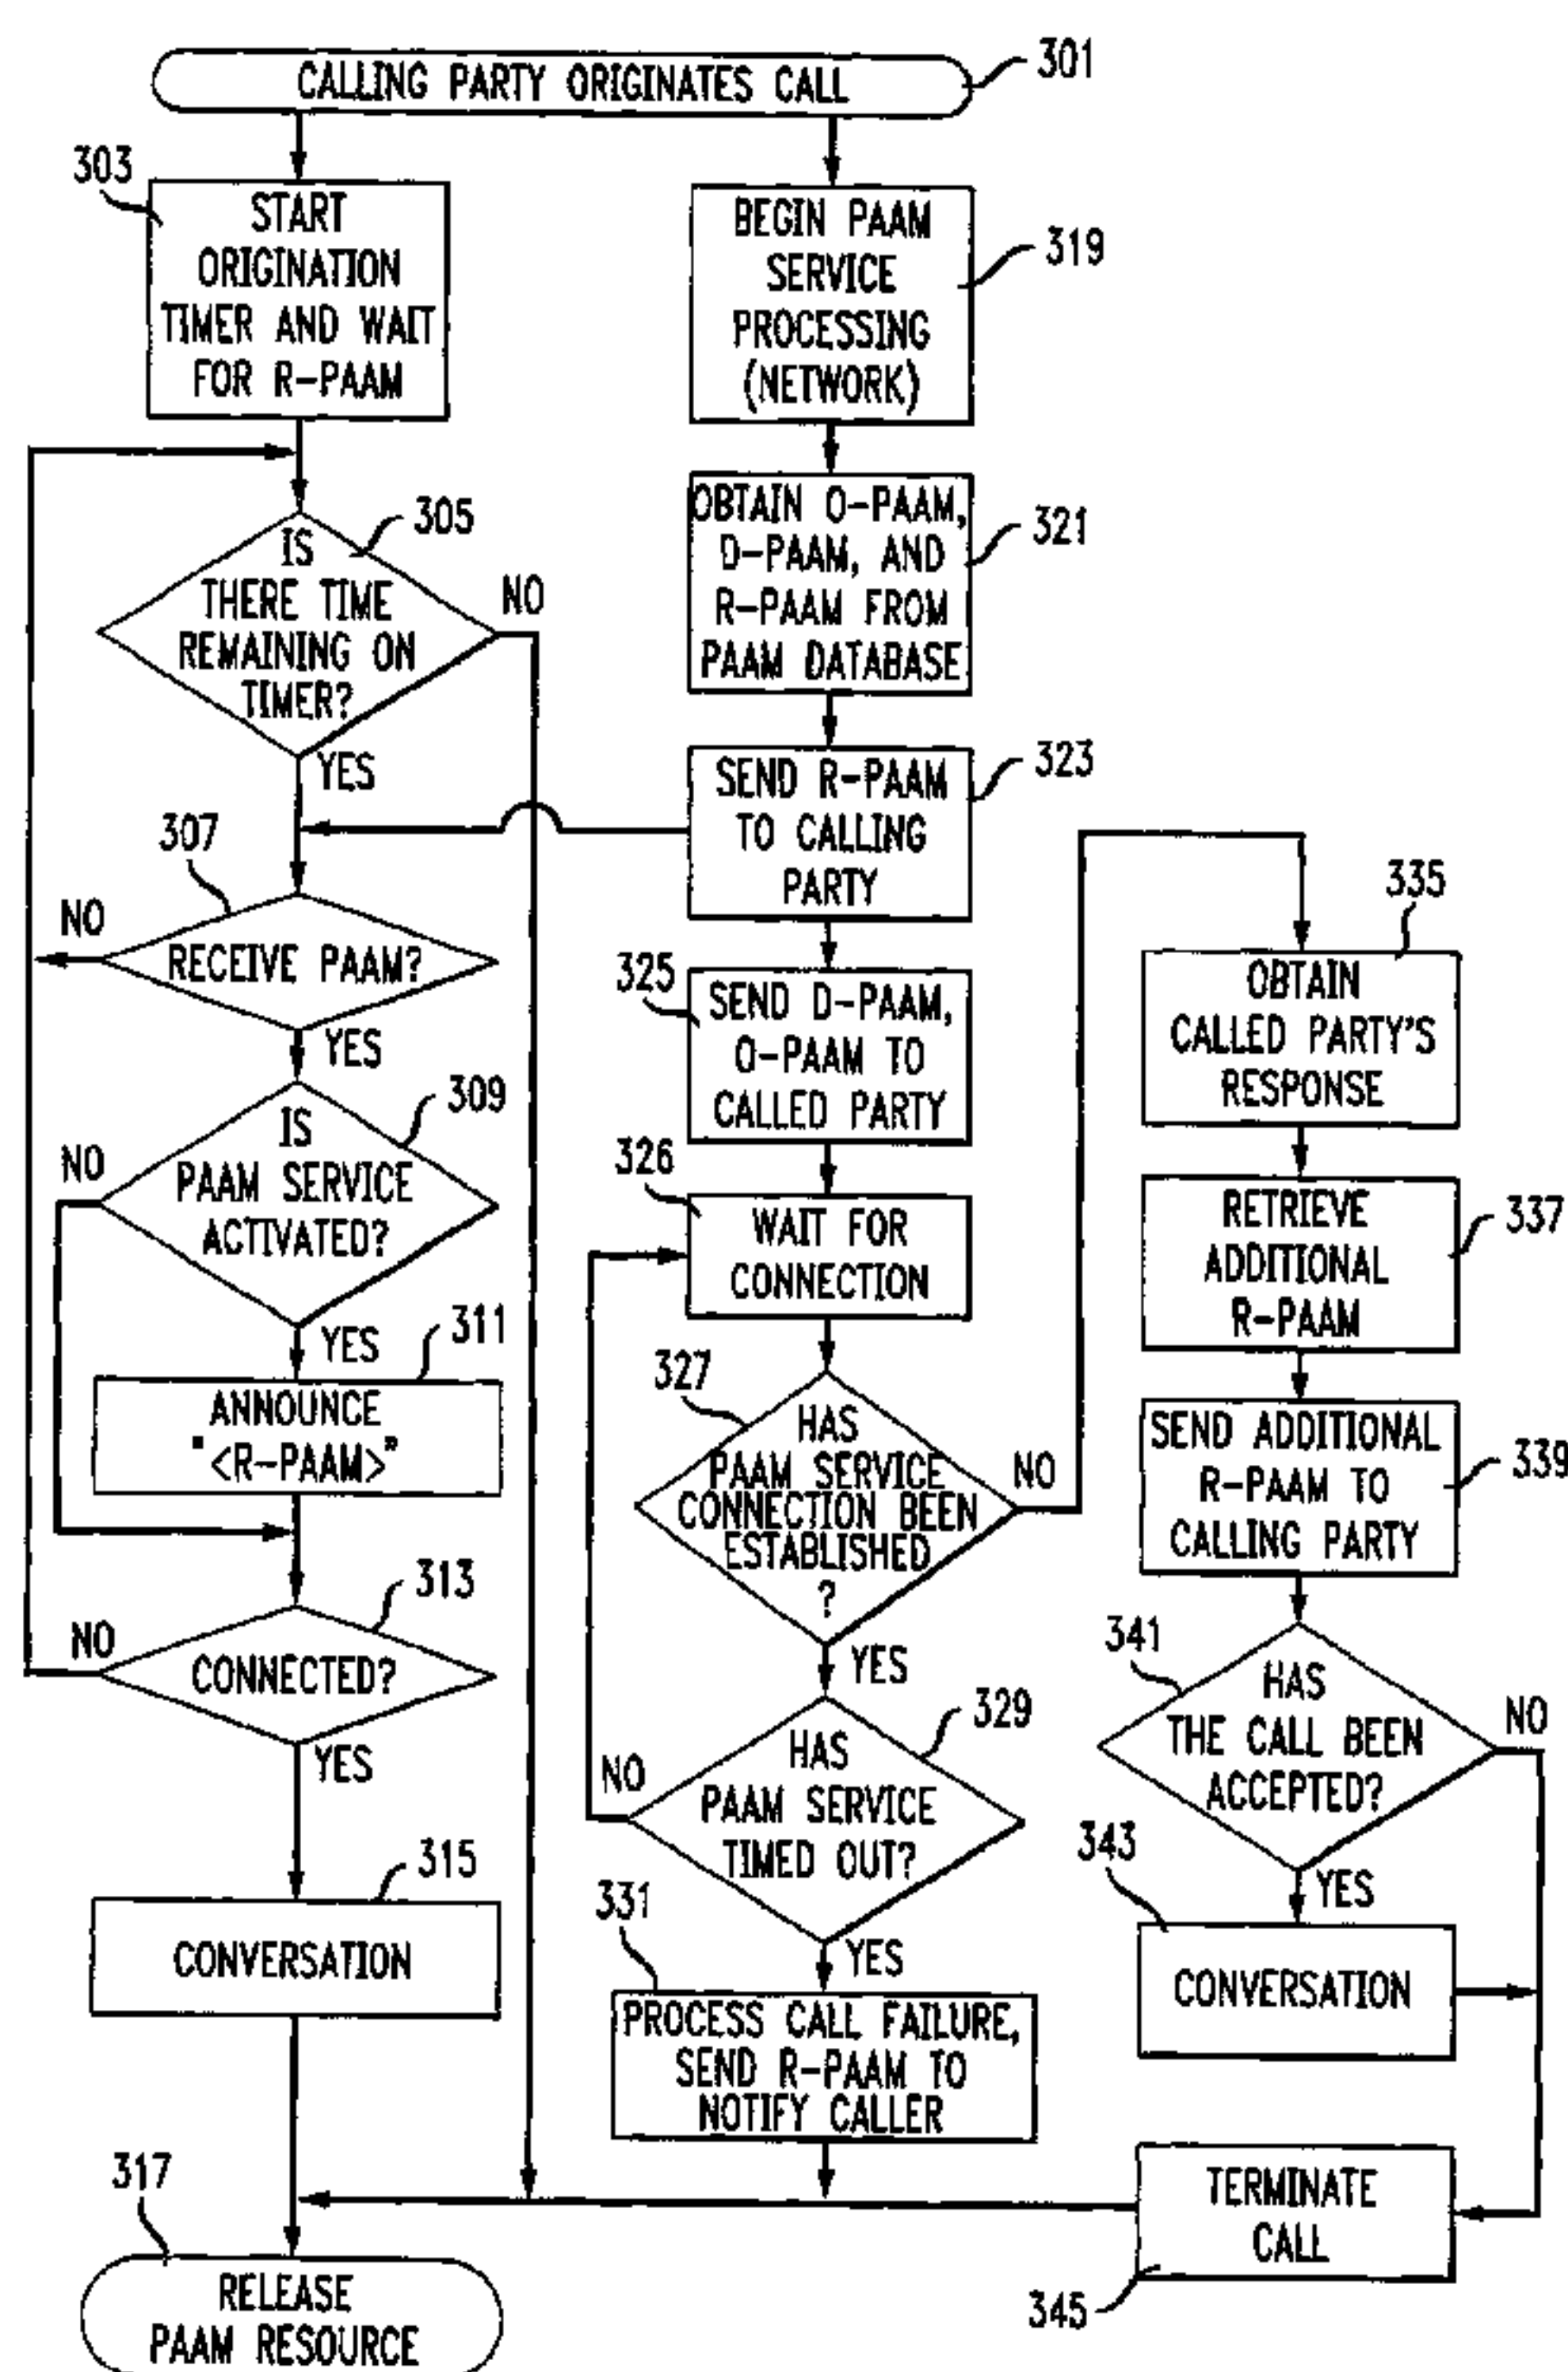 CALLING PARTY ORIGINATES CALL
301
303
START
ORIGINATION
TIMER AND WAIT
FOR R-PAAM
305
IS
THERE TIME
REMAINING ON
TIMER?
NO
YES
307
NO
RECEIVE PAAM?
YES
309
NO
IS
PAAM SERVICE
ACTIVATED?
YES
311
ANNOUNCE
"<R-PAAM>"
313
NO
CONNECTED?
YES
315
CONVERSATION
317
RELEASE
PAAM RESOURCE
BEGIN PAAM
SERVICE
PROCESSING
(NETWORK)
319
OBTAIN O-PAAM,
D-PAAM, AND
R-PAAM FROM
PAAM DATABASE
321
SEND R-PAAM
TO CALLING
PARTY
323
325
SEND D-PAAM,
O-PAAM TO
CALLED PARTY
326
WAIT FOR
CONNECTION
327
HAS
PAAM SERVICE
CONNECTION BEEN
ESTABLISHED
?
NO
YES
329
NO
HAS
PAAM SERVICE
TIMED OUT?
YES
331
PROCESS CALL FAILURE,
SEND R-PAAM TO
NOTIFY CALLER
335
OBTAIN
CALLED PARTY'S
RESPONSE
RETRIEVE
ADDITIONAL
R-PAAM
337
SEND ADDITIONAL
R-PAAM TO
CALLING PARTY
339
341
HAS
THE CALL BEEN
ACCEPTED?
NO
YES
343
CONVERSATION
TERMINATE
CALL
345